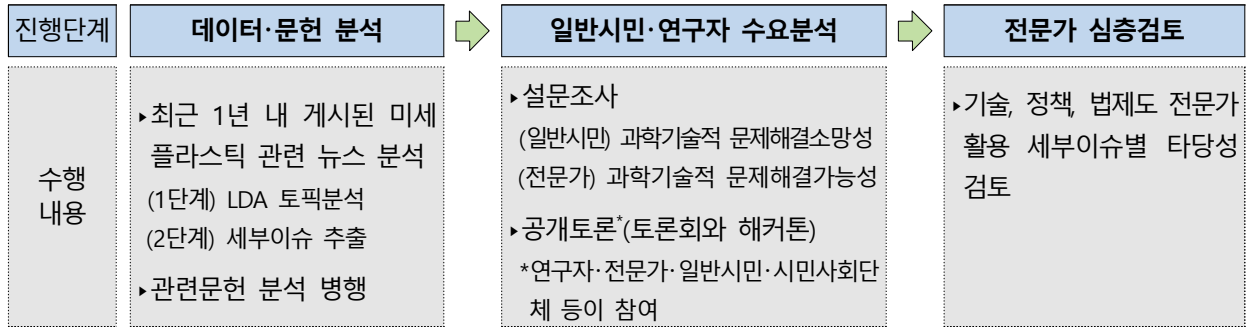 진행단계
데이터·문헌 분석
일반시민·연구자 수요분석
전문가 심층검토
수행
내용
▸최근 1년 내 게시된 미세
플라스틱 관련 뉴스 분석
(1단계) LDA 토픽분석
(2단계) 세부이슈 추출
▸관련문헌 분석 병행
▸설문조사
(일반시민) 과학기술적 문제해결소망성
(전문가) 과학기술적 문제해결가능성
▸공개토론*(토론회와 해커톤)
*연구자·전문가·일반시민·시민사회단
체 등이 참여
▸기술, 정책, 법제도 전문가
활용 세부이슈별 타당성
검토